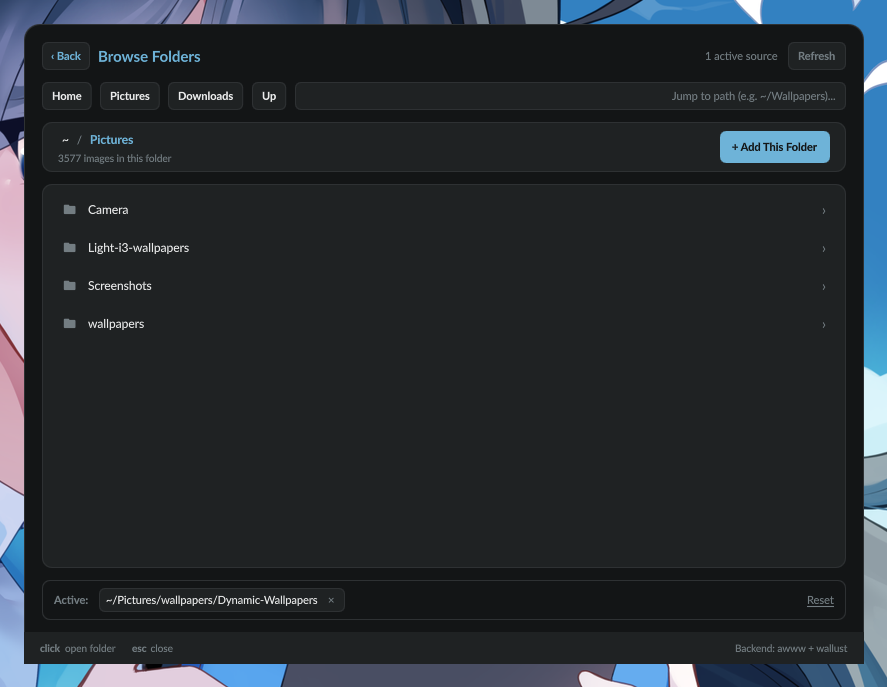 ‹ Back Browse Folders 1 active source Refresh
Home Pictures Downloads Up Jump to path (e.g. ~/Wallpapers)...
~ / Pictures
3577 images in this folder
+ Add This Folder
Camera ›
Light-i3-wallpapers ›
Screenshots ›
wallpapers ›
Active: ~/Pictures/wallpapers/Dynamic-Wallpapers × Reset
click open folder esc close Backend: awww + wallust